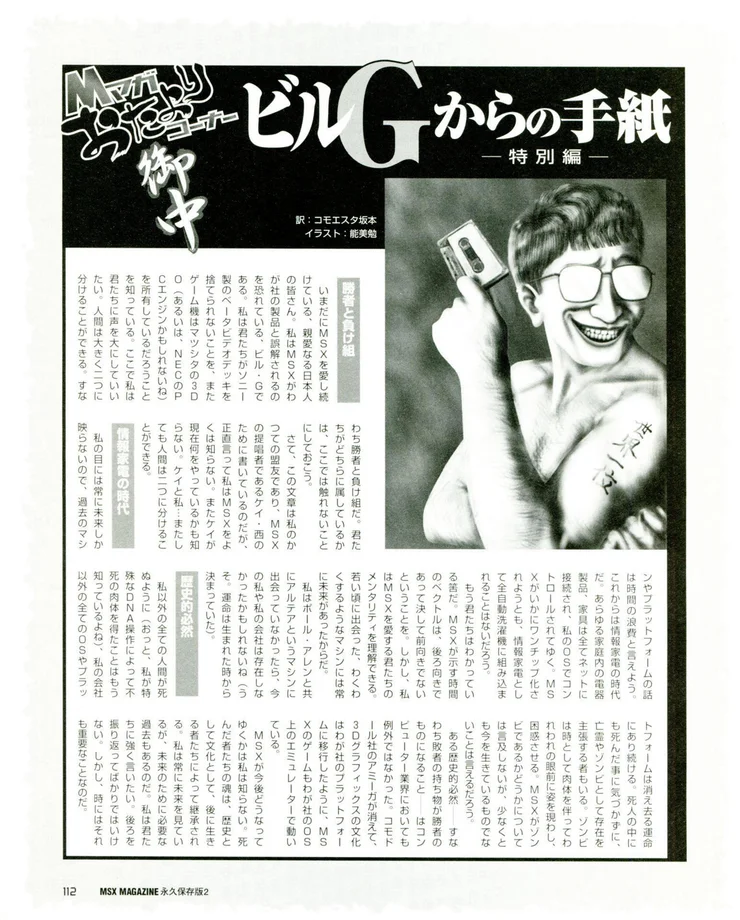 Mマガ
おたより
コーナー
御中
ビルGからの手紙
―特別編―
訳：コモエスタ坂本
イラスト：能美勉
世界一位
勝者と負け組
いまだにMSXを愛し続
けている、親愛なる日本人
の皆さん。私はMSXがわ
が社の製品と誤解されるの
を恐れている、ビル・Gで
ある。私は君たちがソニー
製のベータビデオデッキを
捨てられないことを、また
ゲーム機はマツシタの3D
O（あるいは、NECのP
Cエンジンかもしれないね）
を所有しているだろうこと
を知っている。ここで私は
君たちに声を大にしていい
たい。人間は大きく二つに
分けることができる。すな
わち勝者と負け組だ。君た
ちがどちらに属しているか
は、ここでは触れないこと
にしておこう。
さて、この文章は私のか
つての盟友であり、MSX
の提唱者であるケイ・西の
ために書いているのだが、
正直言って私はMSXをよ
くは知らない。またケイが
現在何をやっているかも知
らない。ケイと私…またし
ても人間は二つに分けるこ
とができる。
情報家電の時代
私の目には常に未来しか
映らないので、過去のマシ
ンやプラットフォームの話
は時間の浪費と言えよう。
これからは情報家電の時代
だ。あらゆる家庭内の電器
製品、家具は全てネットに
接続され、私のOSでコン
トロールされてゆく。MS
Xがいかにワンチップ化さ
れようとも、情報家電とし
て全自動洗濯機に組み込ま
れることはないだろう。
もう君たちはわかってい
る筈だ。MSXが示す時間
のベクトルは、後ろ向きで
あって決して前向きでない
ということを。しかし、私
はMSXを愛する君たちの
メンタリティを理解できる。
若い頃に出会った、わくわ
くするようなマシンには常
に未来があったからだ。
私はポール・アレンと共
にアルテアというマシンに
出会っていなかったら、今
の私や私の会社は存在しな
かったかもしれないね（う
そ。運命は生まれた時から
決まっていた）。
歴史的必然
私以外の全ての人間が死
ぬように（おっと、私が特
殊なDNA操作によって不
死の肉体を得たことはもう
知っているよね）、私の会社
以外の全てのOSやプラッ
トフォームは消え去る運命
にあり続ける。死人の中に
も死んだ事に気づかずに、
亡霊やゾンビとして存在を
主張する者もいる。ゾンビ
は時として肉体を伴ってわ
れわれの眼前に姿を現わし、
困惑させる。MSXがゾン
ビであるかどうかについて
は言及しないが、少なくと
も今を生きているものでな
いことは言えるだろう。
ある歴史的必然――すな
わち敗者の持ち物が勝者の
ものになること――はコン
ピューター業界においても
例外ではなかった。コモド
ール社のアミーガが消えて、
3Dグラフィックスの文化
はわが社のプラットフォー
ムに移行したように、MS
Xのゲームもわが社のOS
上のエミュレーターで動い
ている。
MSXが今後どうなって
ゆくかは私は知らない。死
んだ者たちの魂は、歴史と
して文化として、後に生き
る者たちによって継承され
る。私は常に未来を見てい
るが、未来のために必要な
過去もあるのだ。私は君た
ちに強く言いたい。後ろを
振り返ってばかりではいけ
ない。しかし、時にはそれ
も重要なことなのだ。
112 MSX MAGAZINE 永久保存版2